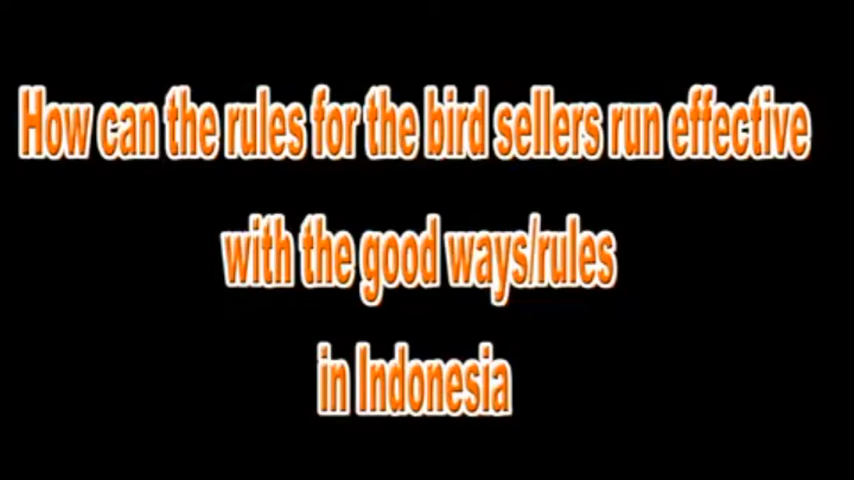 How can the rules for the bird sellers run effective
with the good ways/rules
in Indonesia